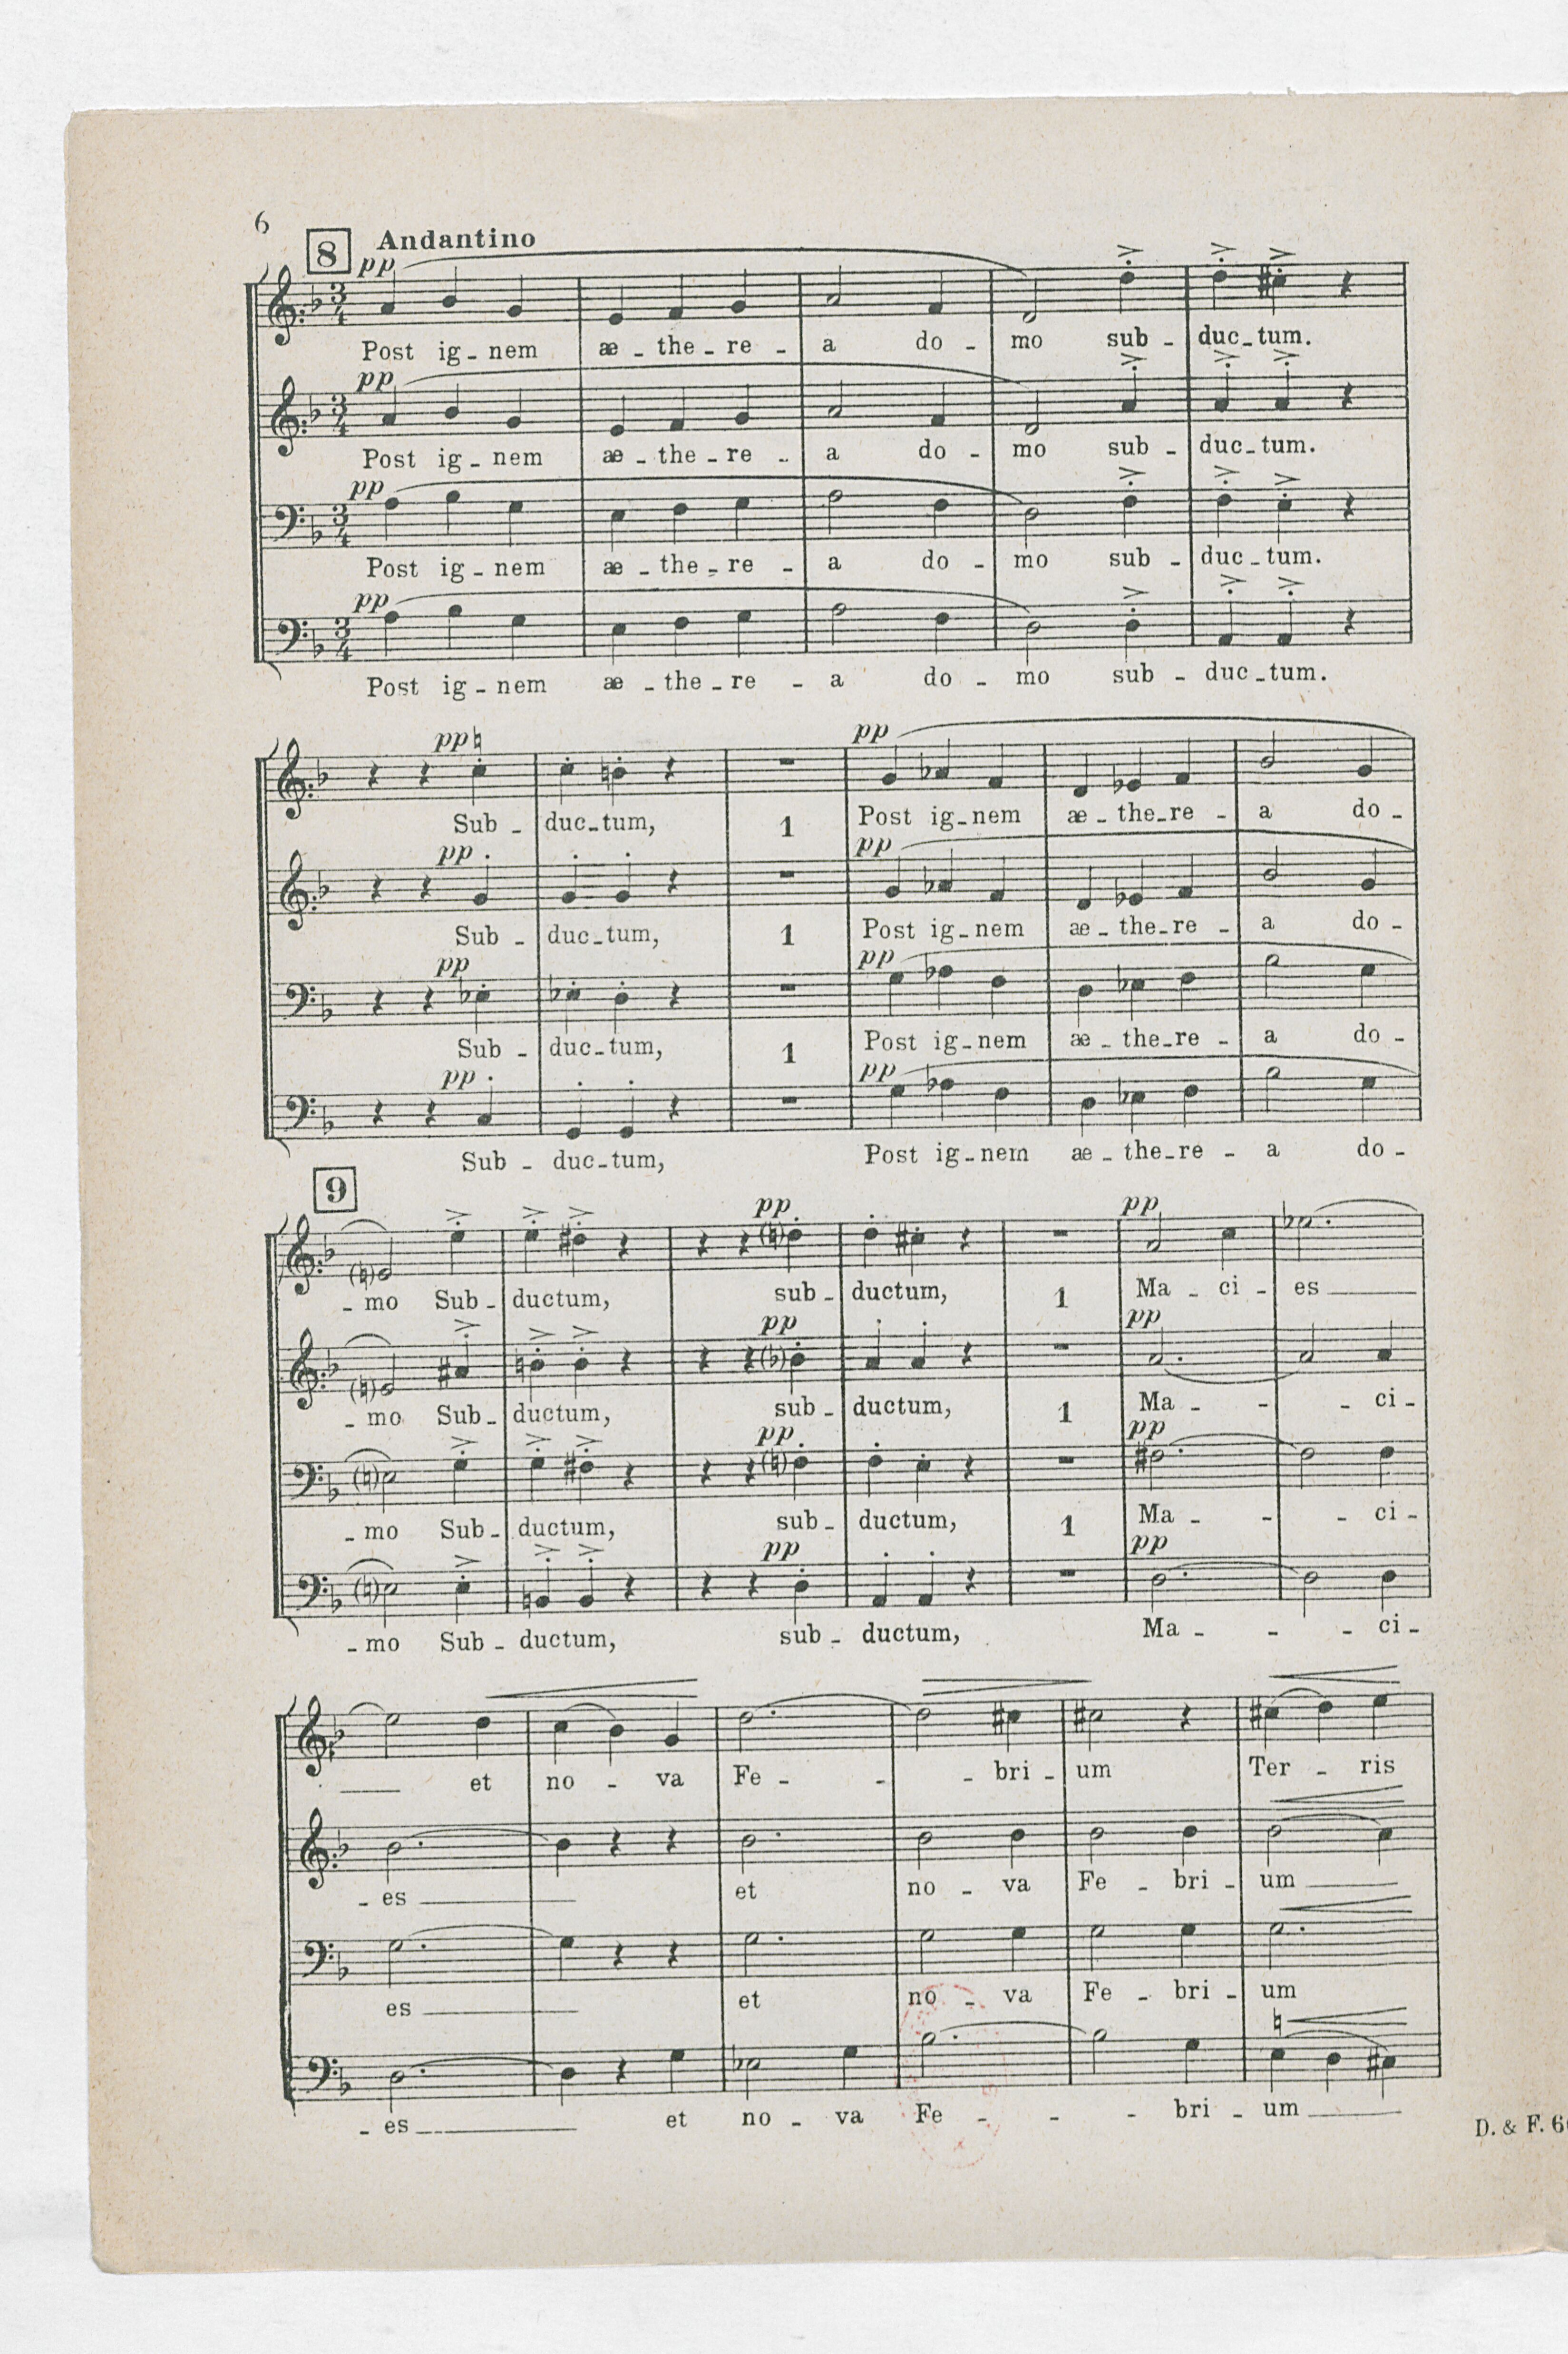 6
8 Andantino
pp
Post ig - nem æ - the - re - a do - mo sub - duc - tum.
pp
Post ig - nem æ - the - re - a do - mo sub - duc - tum.
pp
Post ig - nem æ - the - re - a do - mo sub - duc - tum.
pp
Post ig - nem æ - the - re - a do - mo sub - duc - tum.
pp pp
Sub - duc - tum, 1 Post ig - nem æ - the - re - a do -
pp pp
Sub - duc - tum, 1 Post ig - nem æ - the - re - a do -
pp pp
Sub - duc - tum, 1 Post ig - nem æ - the - re - a do -
pp pp
Sub - duc - tum, Post ig - nem æ - the - re - a do -
9
pp pp
- mo Sub - ductum, sub - ductum, 1 Ma - ci - es
pp pp
- mo Sub - ductum, sub - ductum, 1 Ma - - - ci -
pp pp
- mo Sub - ductum, sub - ductum, 1 Ma - - - ci -
pp pp
- mo Sub - ductum, sub - ductum, Ma - - - ci -
et no - va Fe - - - bri - um Ter - ris
- es et no - va Fe - bri - um
es et no - va Fe - bri - um
- es et no - va Fe - - - bri - um
D. & F. 6